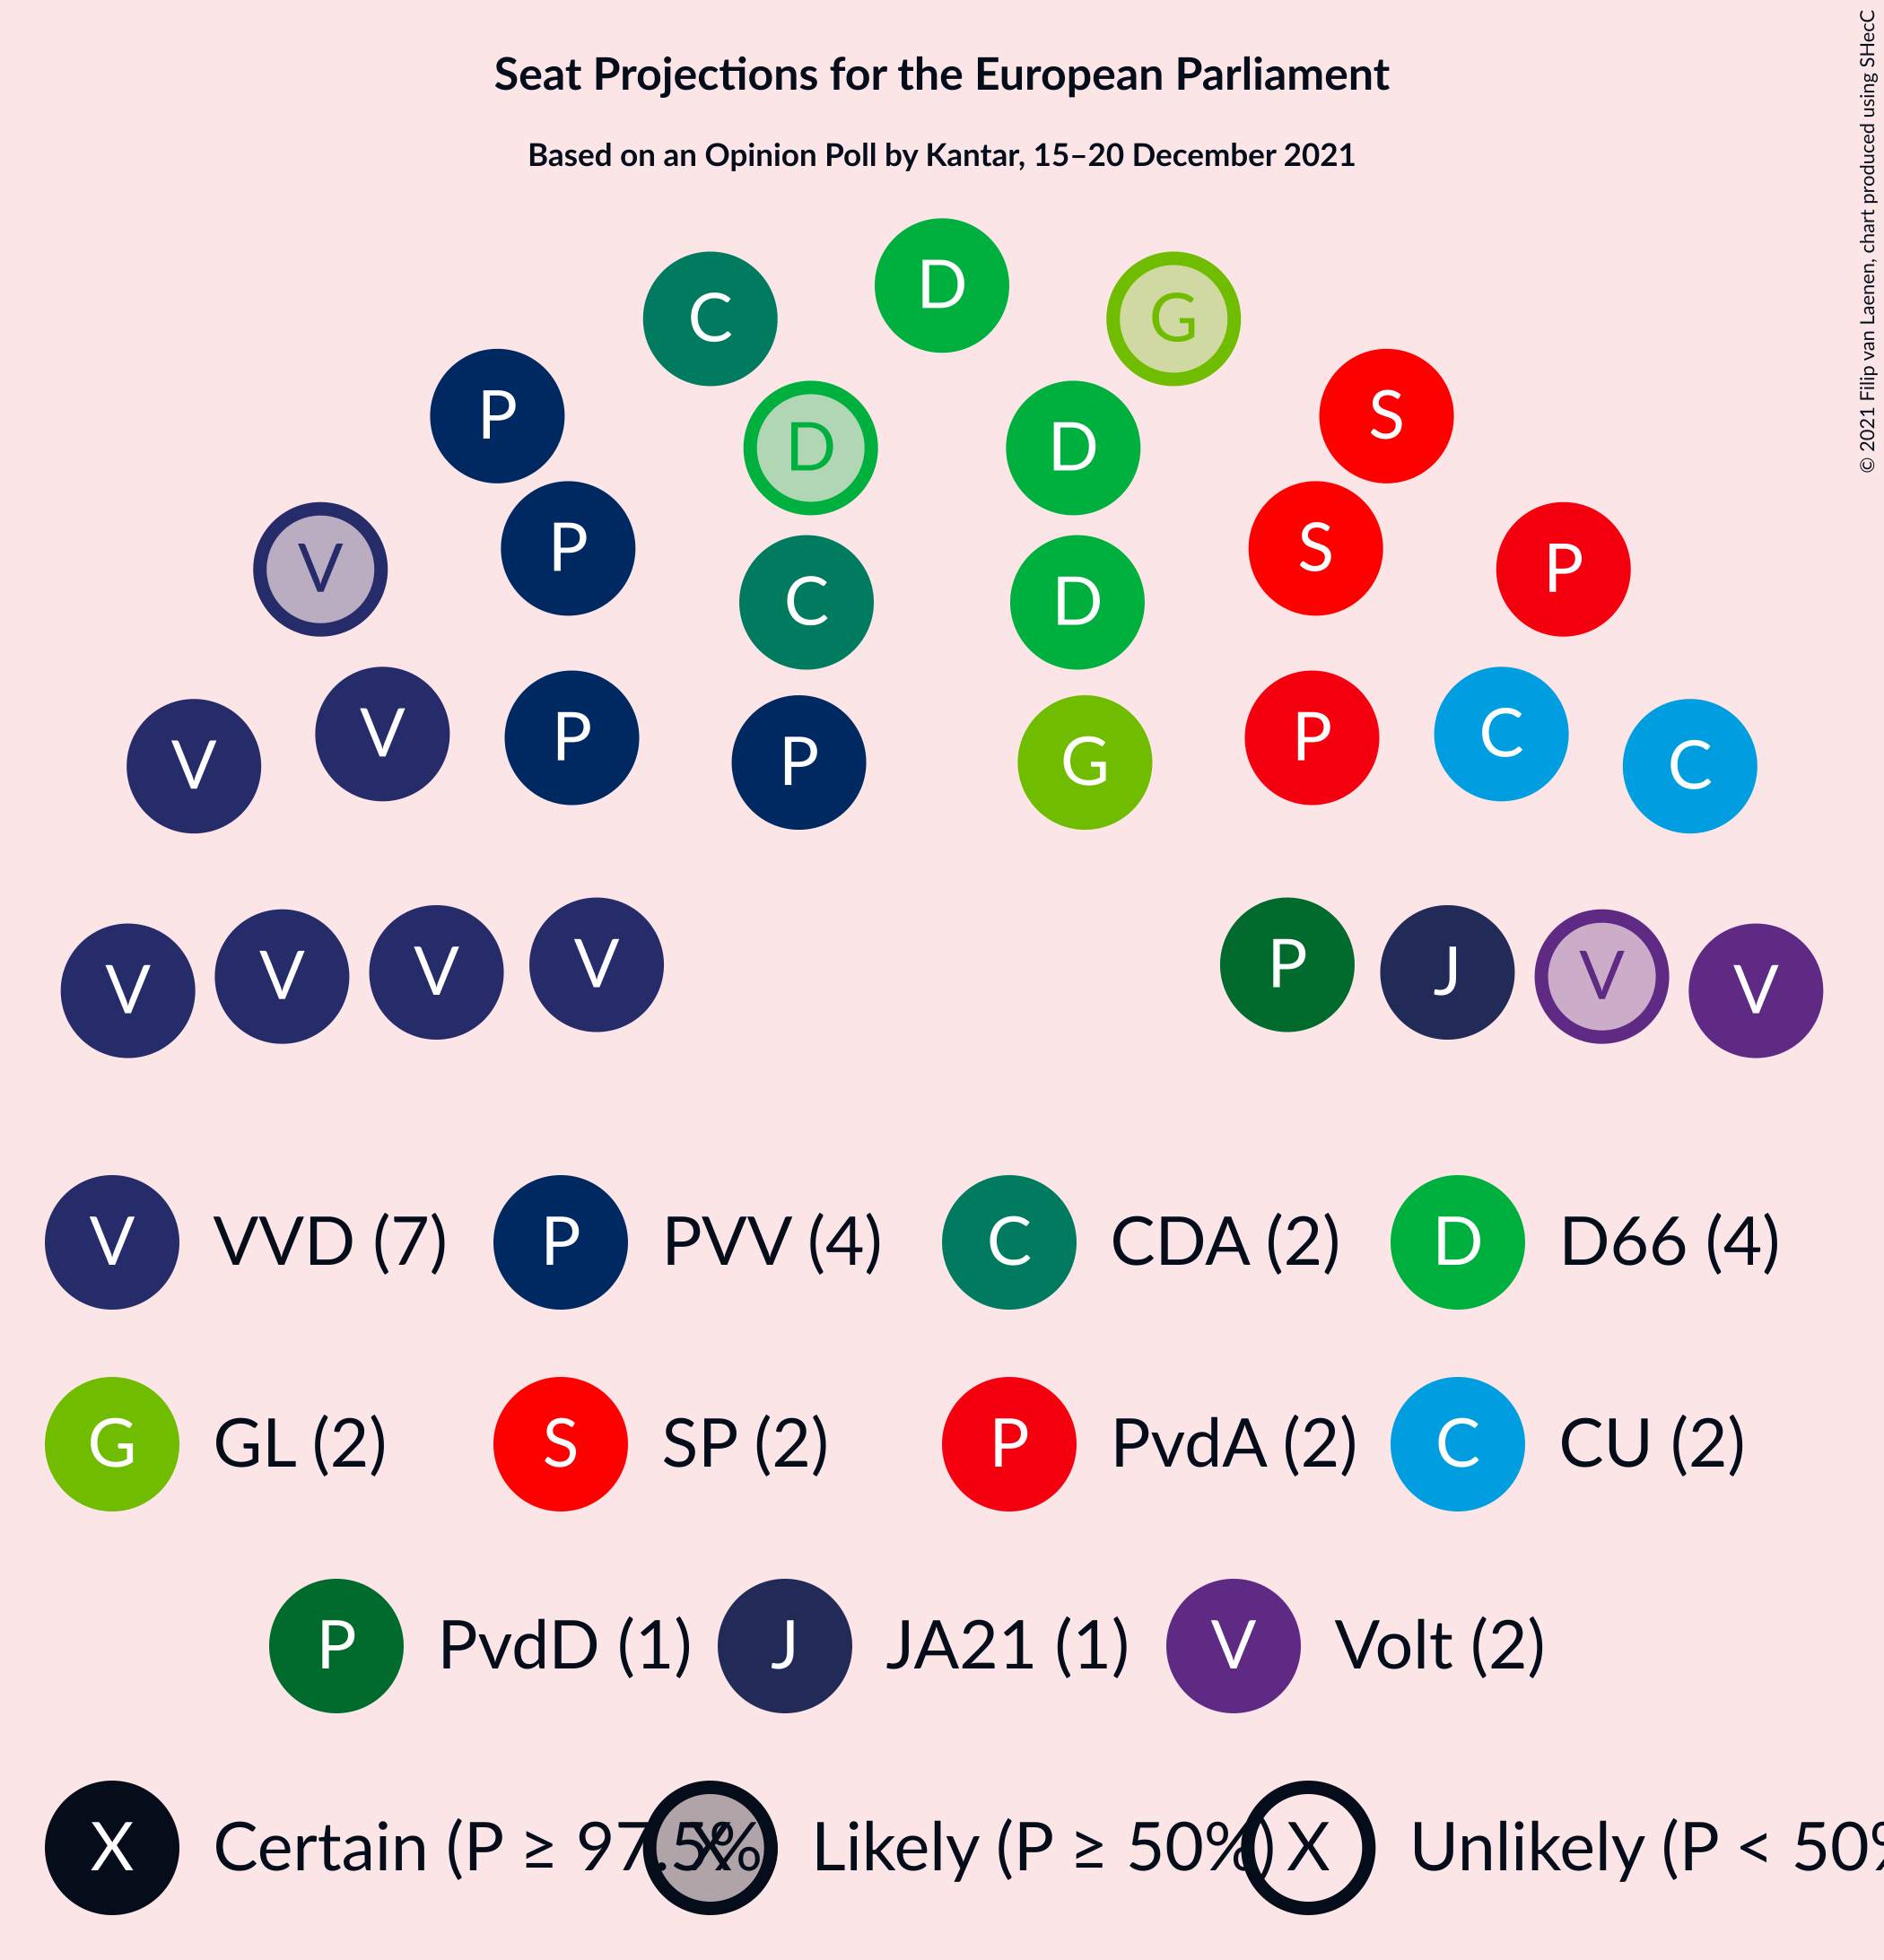 Seat Projections for the European Parliament
Based on an Opinion Poll by Kantar, 15–20 December 2021
© 2021 Filip van Laenen, chart produced using SHecC
D
C G
P S
D D
P S
V P
C D
V P P C
V P G C
V V V V P J V V
V VVD (7) P PVV (4) C CDA (2) D D66 (4)
G GL (2) S SP (2) P PvdA (2) C CU (2)
P PvdD (1) J JA21 (1) V Volt (2)
X Certain (P ≥ 97.5% X Likely (P ≥ 50%) X Unlikely (P < 50%